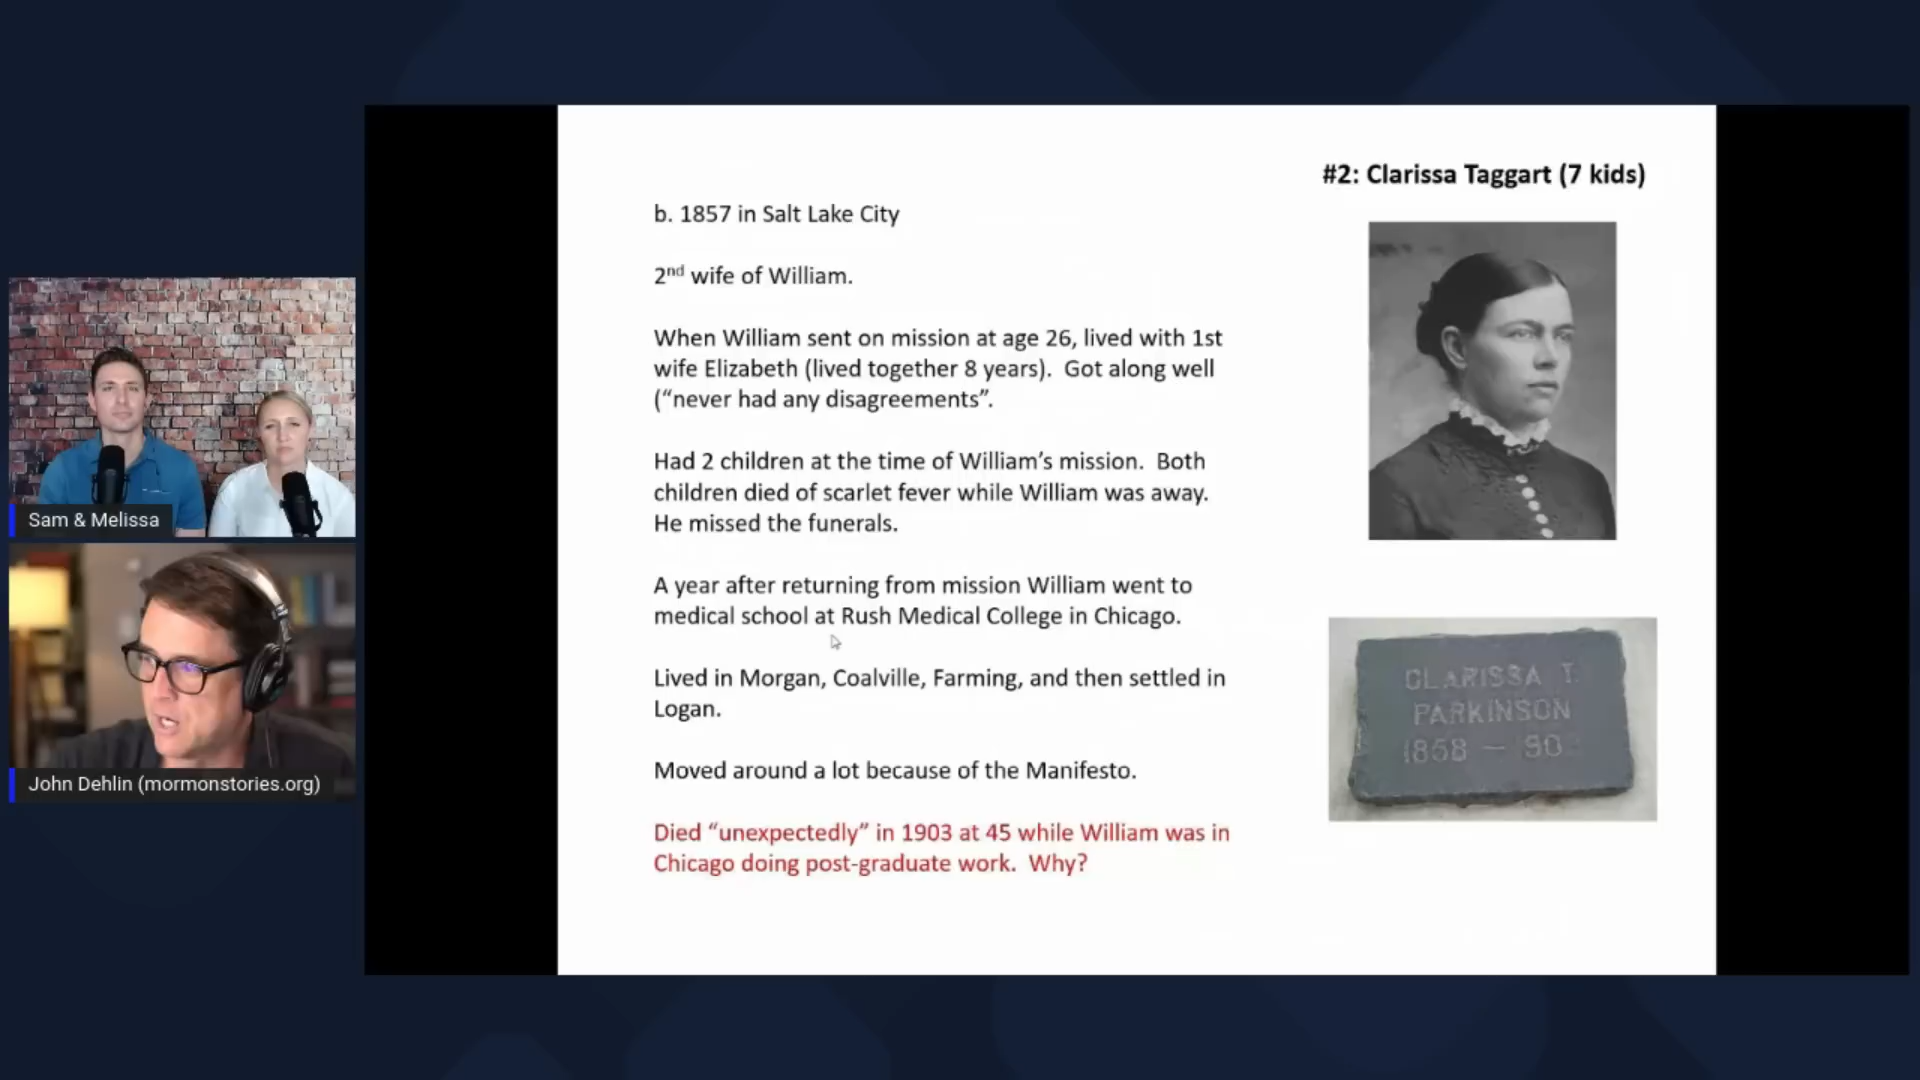 #2: Clarissa Taggart (7 kids)
b. 1857 in Salt Lake City
2nd wife of William.
When William sent on mission at age 26, lived with 1st
wife Elizabeth (lived together 8 years).  Got along well
(“never had any disagreements”.
Had 2 children at the time of William’s mission.  Both
children died of scarlet fever while William was away.
He missed the funerals.
A year after returning from mission William went to
medical school at Rush Medical College in Chicago.
Lived in Morgan, Coalville, Farming, and then settled in
Logan.
Moved around a lot because of the Manifesto.
Died “unexpectedly” in 1903 at 45 while William was in
Chicago doing post-graduate work.  Why?
CLARISSA T.
PARKINSON
1858 –
Sam & Melissa
John Dehlin (mormonstories.org)